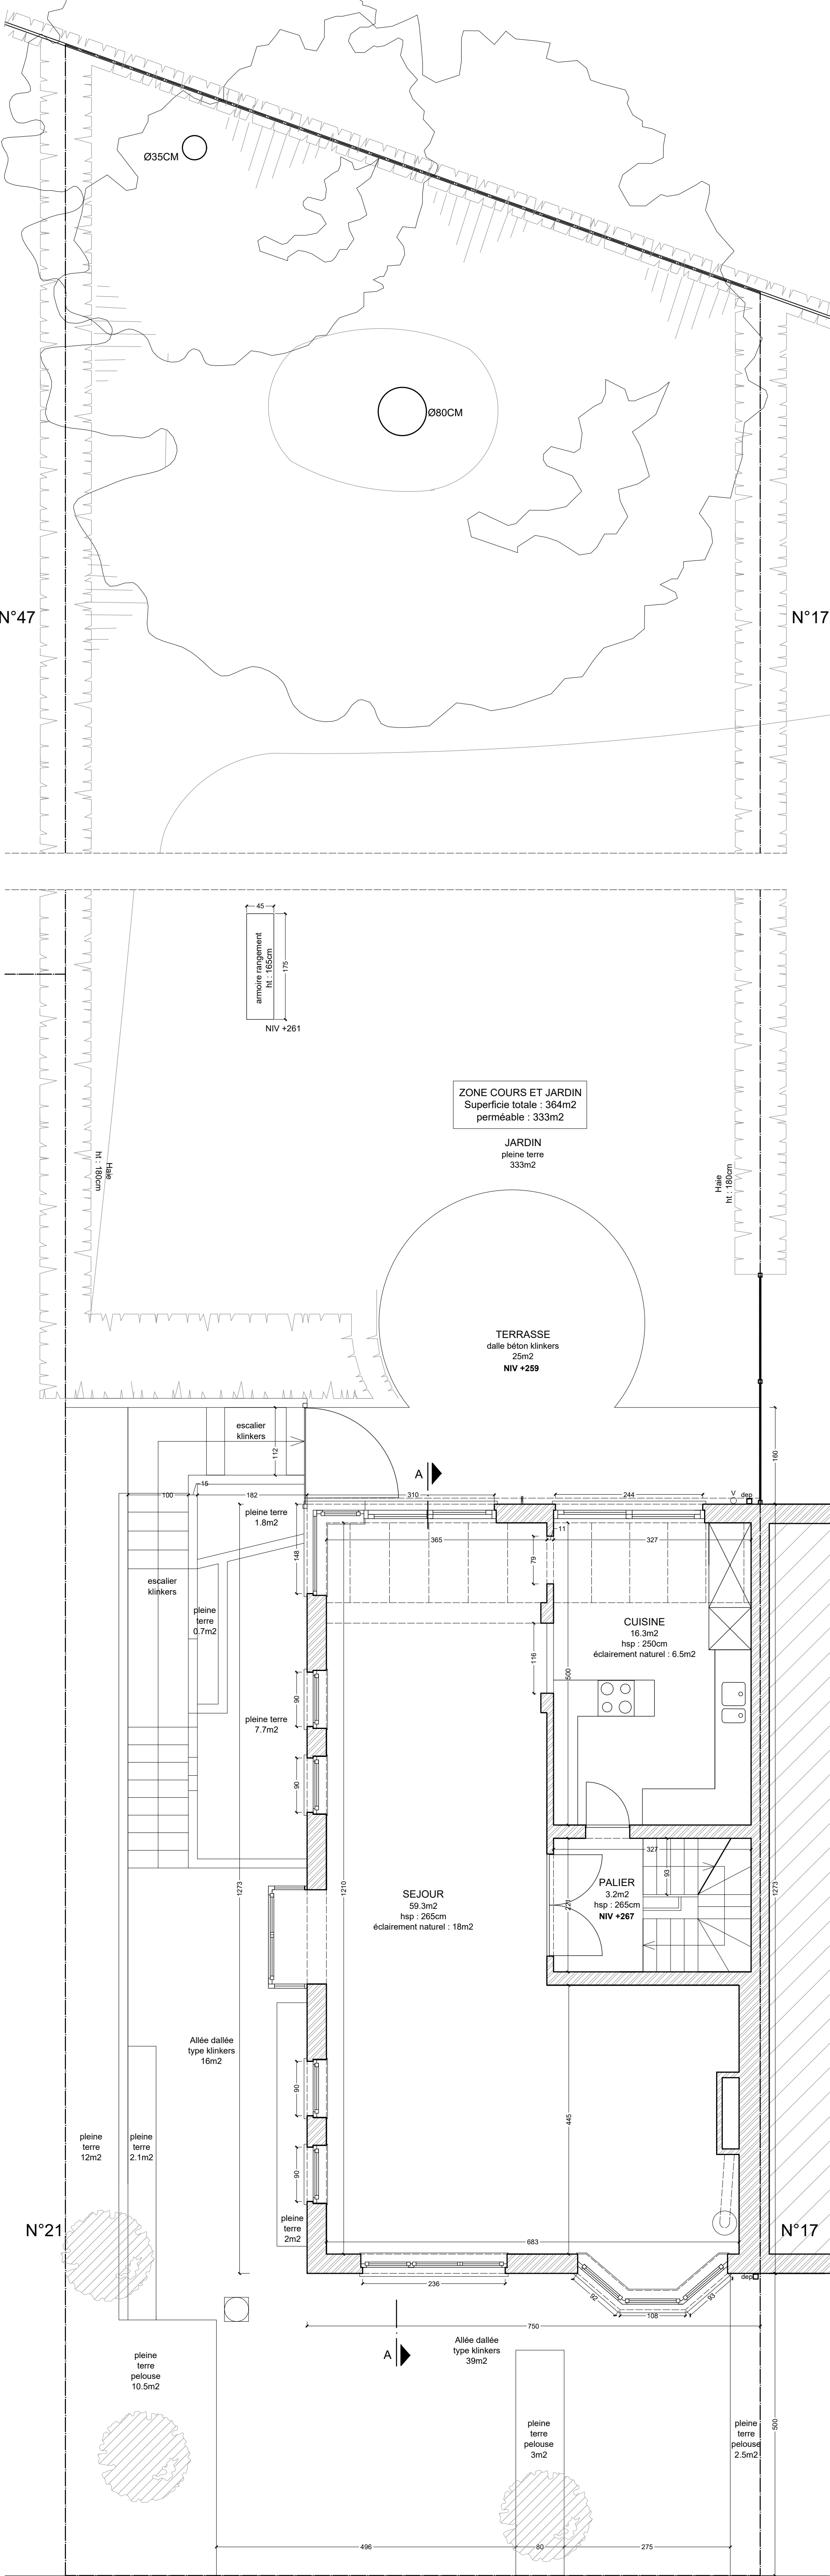 Ø35CM
Ø80CM
N°47
N°17
45
armoire rangement
ht : 165cm
175
NIV +261
ZONE COURS ET JARDIN
Superficie totale : 364m2
perméable : 333m2
JARDIN
pleine terre
333m2
Haie
ht : 180cm
Haie
ht : 180cm
TERRASSE
dalle béton klinkers
25m2
NIV +259
escalier
klinkers
112
160
A
15
100
182
310
244
V
dep
pleine terre
1.8m2
148
365
11
327
79
escalier
klinkers
pleine
terre
0.7m2
CUISINE
16.3m2
hsp : 250cm
éclairement naturel : 6.5m2
116
500
90
pleine terre
7.7m2
90
327
93
PALIER
3.2m2
hsp : 265cm
NIV +267
221
1273
1210
SEJOUR
59.3m2
hsp : 265cm
éclairement naturel : 18m2
1273
Allée dallée
type klinkers
16m2
90
445
pleine
terre
12m2
pleine
terre
2.1m2
90
pleine
terre
2m2
N°21
N°17
683
236
92
108
93
dep
750
A
Allée dallée
type klinkers
39m2
pleine
terre
pelouse
10.5m2
pleine
terre
pelouse
3m2
pleine
terre
pelouse
2.5m2
500
496
80
275